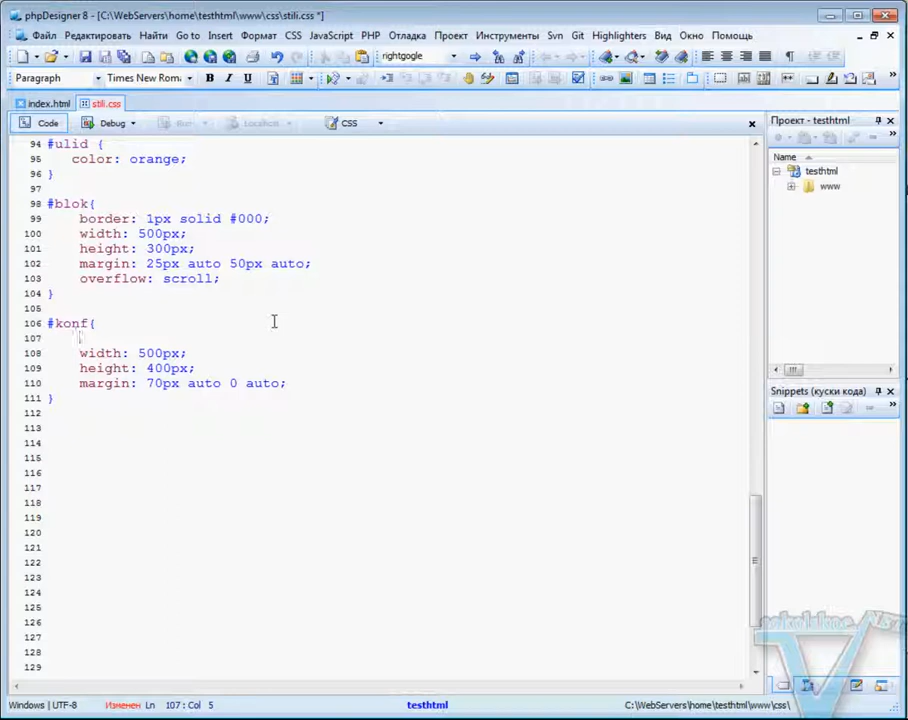 phpDesigner 8 - [C:\WebServers\home\testhtml\www\css\stili.css *]
Файл Редактировать Найти Go to Insert Формат CSS JavaScript PHP Отладка Проект Инструменты Svn Git Highlighters Вид Окно Помощь
rightgogle
Paragraph Times New Roma B I U
index.html stili.css
Code Debug Run Localhost CSS
94 #ulid {
95 color: orange;
96 }
97
98 #blok{
99 border: 1px solid #000;
100 width: 500px;
101 height: 300px;
102 margin: 25px auto 50px auto;
103 overflow: scroll;
104 }
105
106 #konf{
107
108 width: 500px;
109 height: 400px;
110 margin: 70px auto 0 auto;
111 }
112
113
114
115
116
117
118
119
120
121
122
123
124
125
126
127
128
129
Проект - testhtml
Name
testhtml
www
Snippets (куски кода)
Windows | UTF-8 Изменен Ln 107 : Col 5 testhtml C:\WebServers\home\testhtml\www\css\